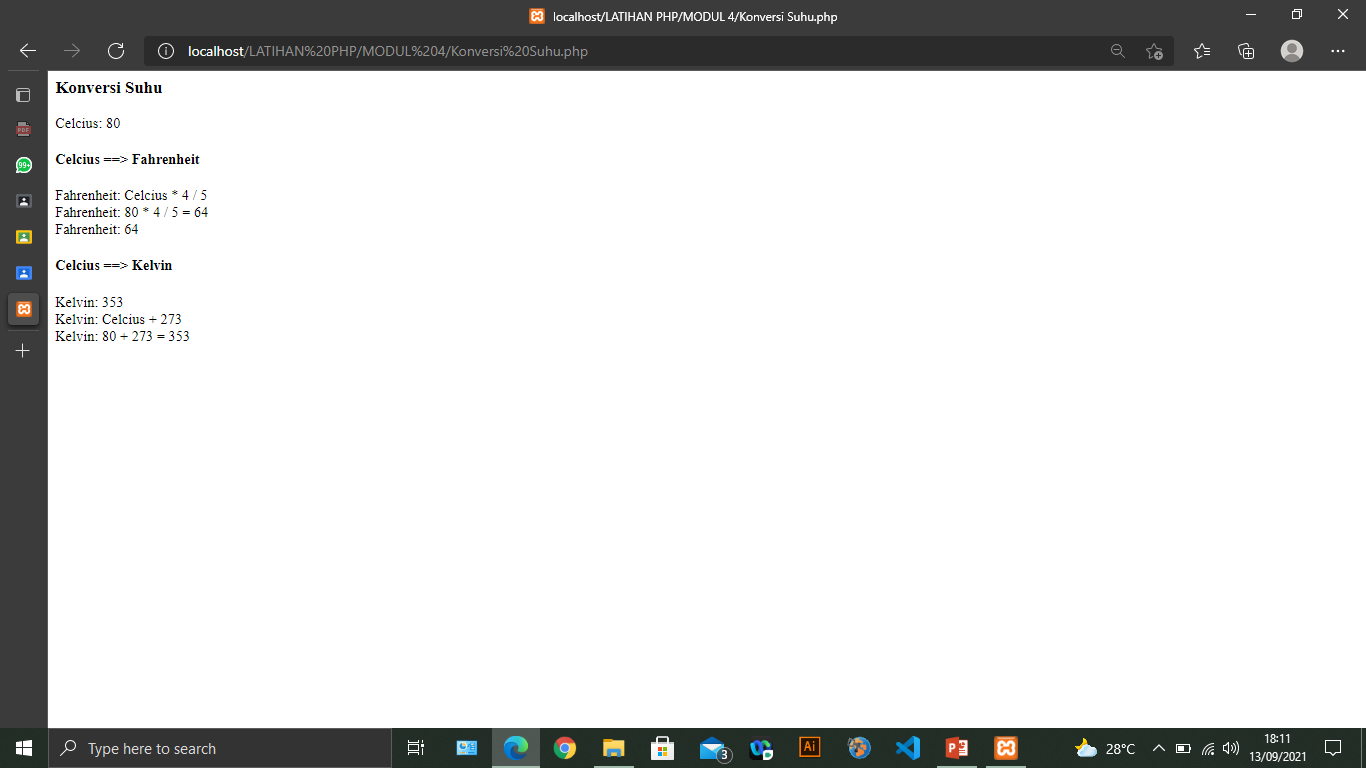 localhost/LATIHAN PHP/MODUL 4/Konversi Suhu.php
localhost/LATIHAN%20PHP/MODUL%204/Konversi%20Suhu.php
PDF
99+
Konversi Suhu
Celcius: 80
Celcius ==> Fahrenheit
Fahrenheit: Celcius * 4 / 5
Fahrenheit: 80 * 4 / 5 = 64
Fahrenheit: 64
Celcius ==> Kelvin
Kelvin: 353
Kelvin: Celcius + 273
Kelvin: 80 + 273 = 353
Type here to search
3
Ai
28°C
18:11
13/09/2021